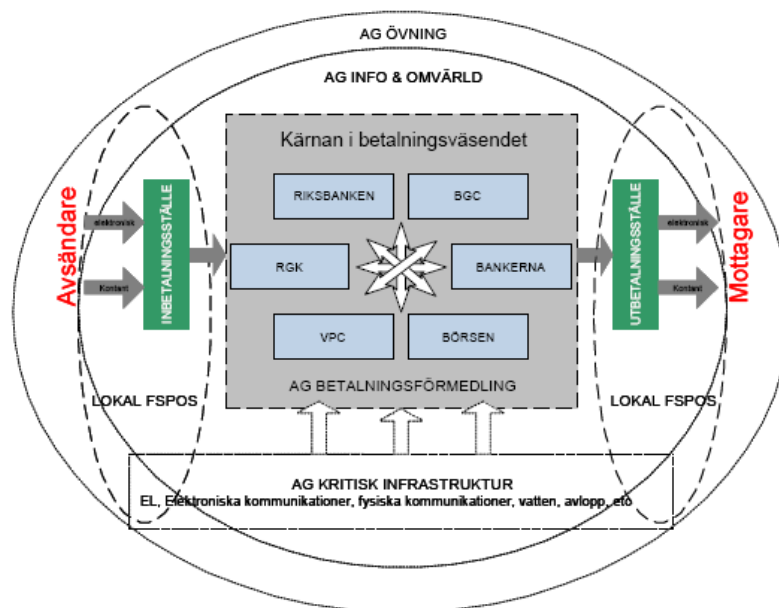 AG ÖVNING
AG INFO & OMVÄRLD
Kärnan i betalningsväsendet
RIKSBANKEN
BGC
RGK
BANKERNA
VPC
BÖRSEN
AG BETALNINGSFÖRMEDLING
Avsändare
elektronisk
Kontant
INBETALNINGSSTÄLLE
UTBETALNINGSSTÄLLE
elektronisk
Kontant
Mottagare
LOKAL FSPOS
LOKAL FSPOS
AG KRITISK INFRASTRUKTUR
EL, Elektroniska kommunikationer, fysiska kommunikationer, vatten, avlopp, etc